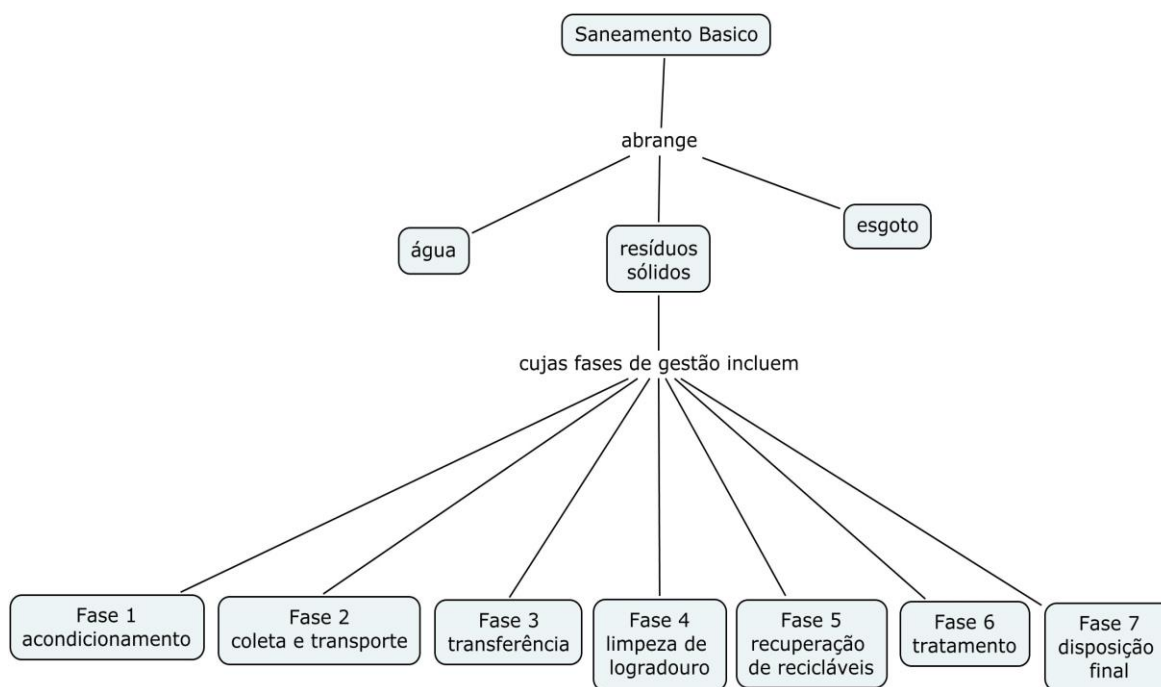 Saneamento Basico
abrange
água
resíduos
sólidos
esgoto
cujas fases de gestão incluem
Fase 1
acondicionamento
Fase 2
coleta e transporte
Fase 3
transferência
Fase 4
limpeza de
logradouro
Fase 5
recuperação
de recicláveis
Fase 6
tratamento
Fase 7
disposição
final